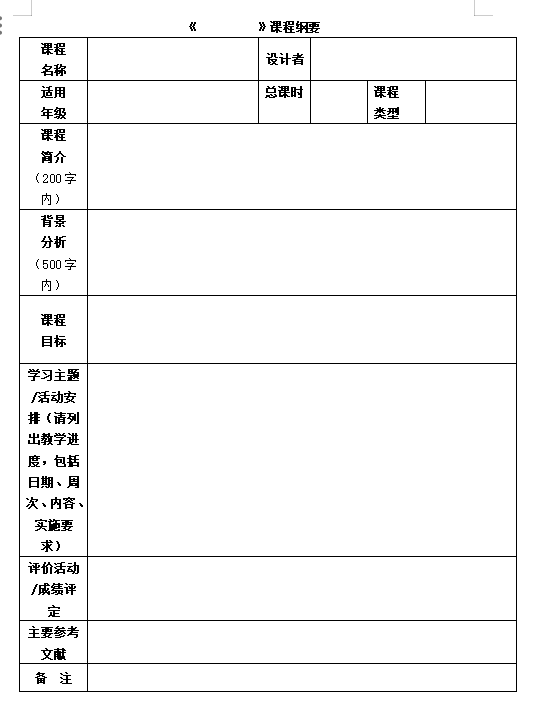 《 》课程纲要
课程
名称
设计者
适用
年级
总课时
课程
类型
课程
简介
（200字
内）
背景
分析
（500字
内）
课程
目标
学习主题
/活动安
排（请列
出教学进
度，包括
日期、周
次、内容、
实施要
求）
评价活动
/成绩评
定
主要参考
文献
备 注